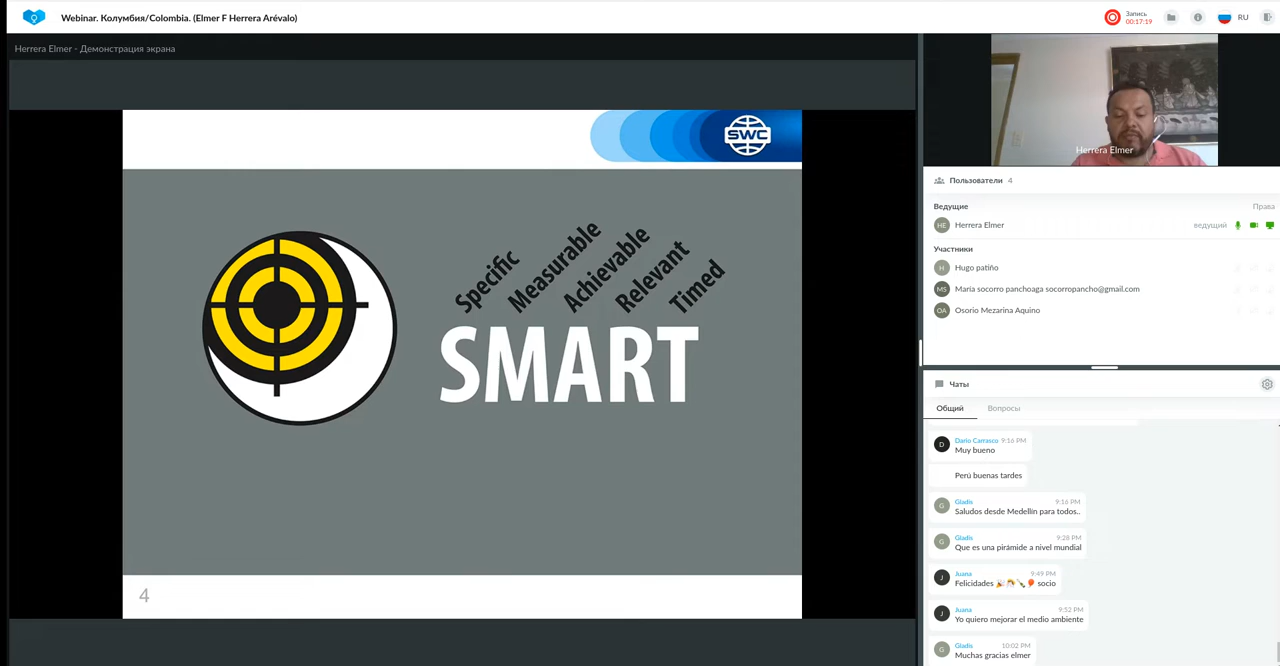 Webinar. Колумбия/Colombia. (Elmer F Herrera Arévalo)
Запись
00:17:19
RU
Herrera Elmer - Демонстрация экрана
SWC
Specific
Measurable
Achievable
Relevant
Timed
SMART
4
Herrera Elmer
Пользователи 4
Ведущие Права
HE Herrera Elmer ведущий
Участники
H Hugo patiño
MS Maria socorro panchoaga socorropancho@gmail.com
OA Osorio Mezarina Aquino
Чаты
Общий Вопросы
D Dario Carrasco 9:16 PM
Muy bueno
Perú buenas tardes
G Gladis 9:16 PM
Saludos desde Medellín para todos..
G Gladis 9:28 PM
Que es una pirámide a nivel mundial
J Juana 9:49 PM
Felicidades 🎉🎊🍾🎈 socio
J Juana 9:52 PM
Yo quiero mejorar el medio ambiente
G Gladis 10:02 PM
Muchas gracias elmer